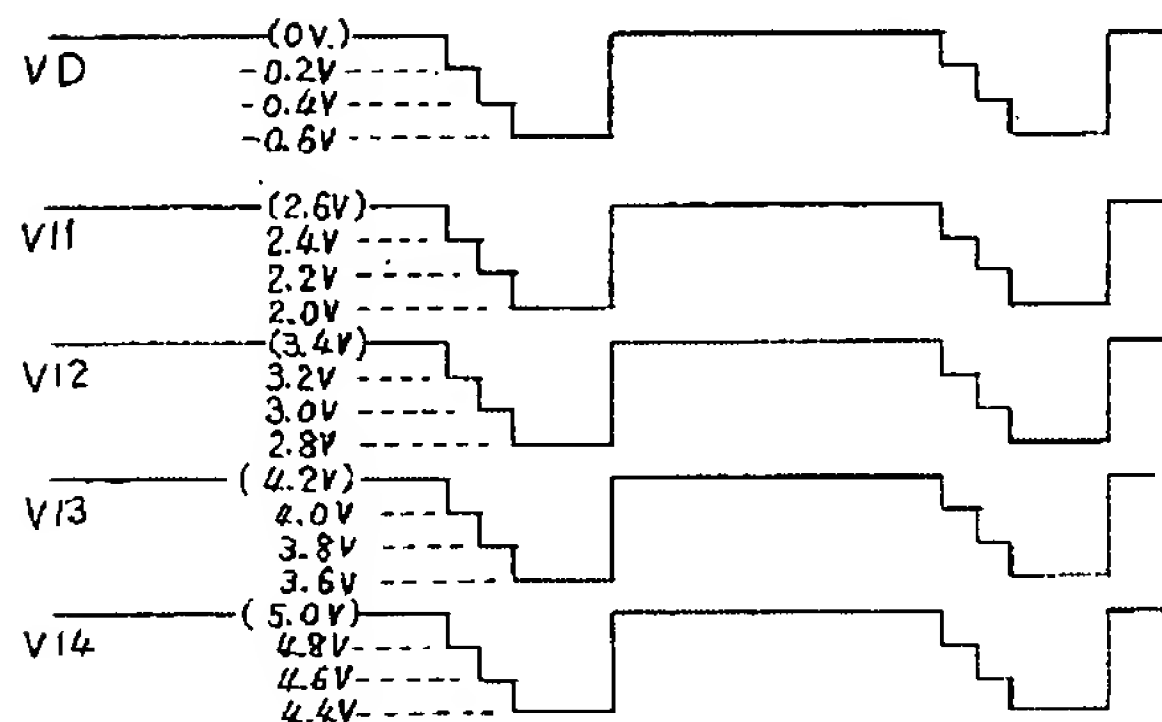 (0V.)
VD
-0.2V
-0.4V
-0.6V
(2.6V)
V11
2.4V
2.2V
2.0V
(3.4V)
V12
3.2V
3.0V
2.8V
(4.2V)
V13
4.0V
3.8V
3.6V
(5.0V)
V14
4.8V
4.6V
4.4V